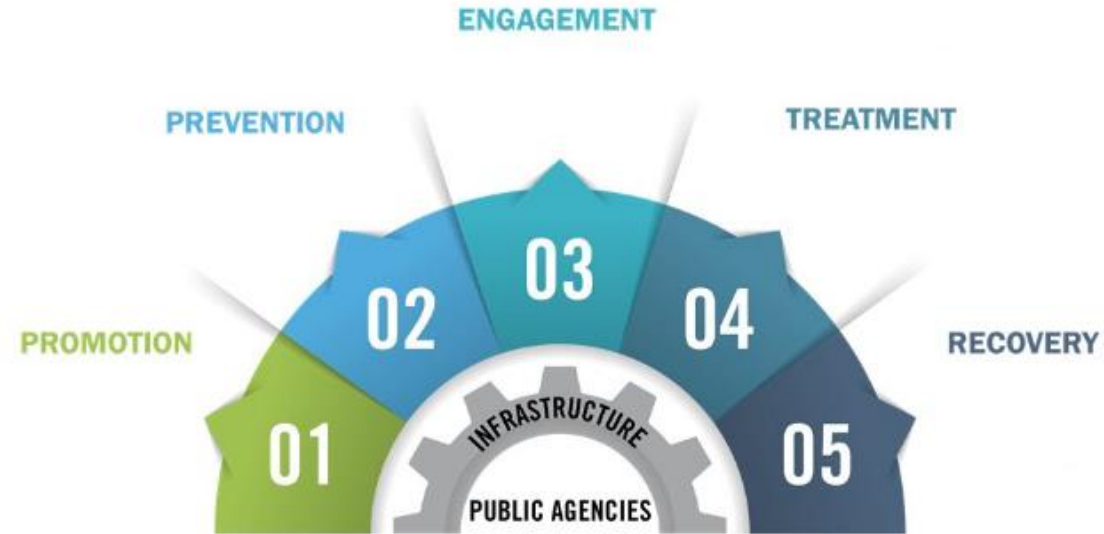 ENGAGEMENT
PREVENTION
TREATMENT
PROMOTION
RECOVERY
01
02
03
04
05
INFRASTRUCTURE
PUBLIC AGENCIES